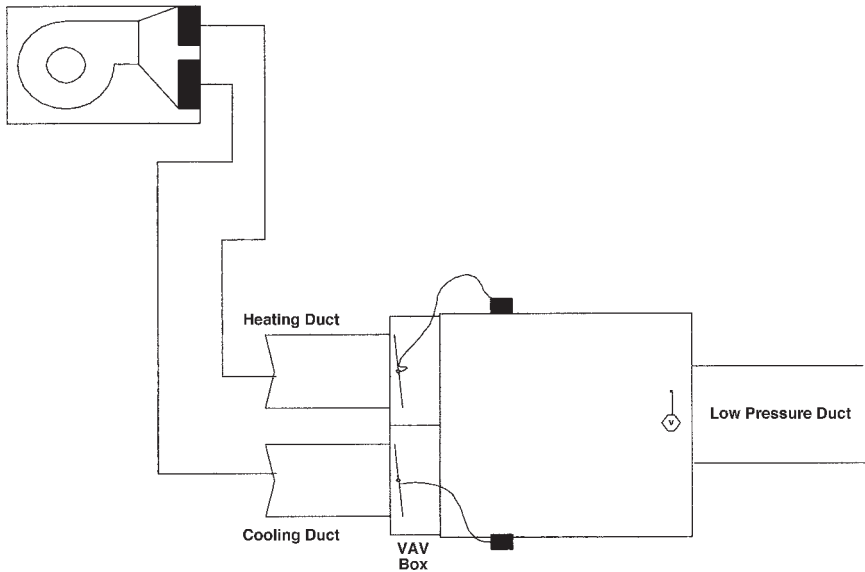 Heating Duct
V
Low Pressure Duct
Cooling Duct
VAV
Box